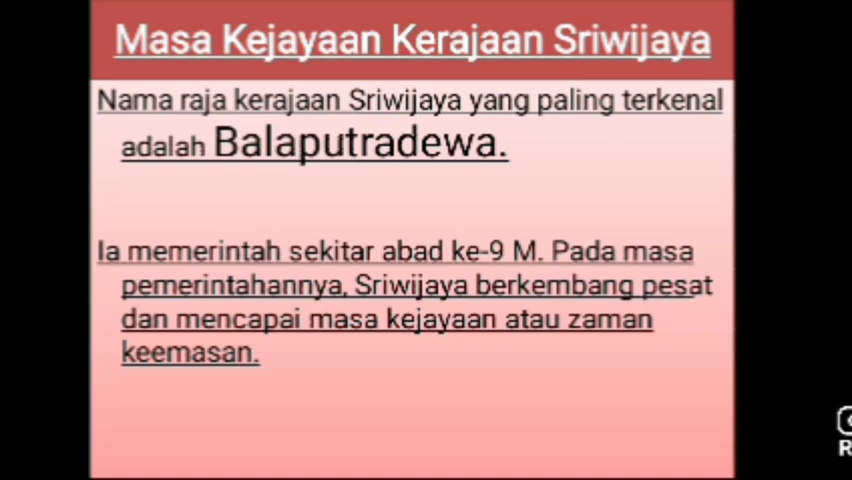 Masa Kejayaan Kerajaan Sriwijaya
Nama raja kerajaan Sriwijaya yang paling terkenal
adalah Balaputradewa.
Ia memerintah sekitar abad ke-9 M. Pada masa
pemerintahannya, Sriwijaya berkembang pesat
dan mencapai masa kejayaan atau zaman
keemasan.